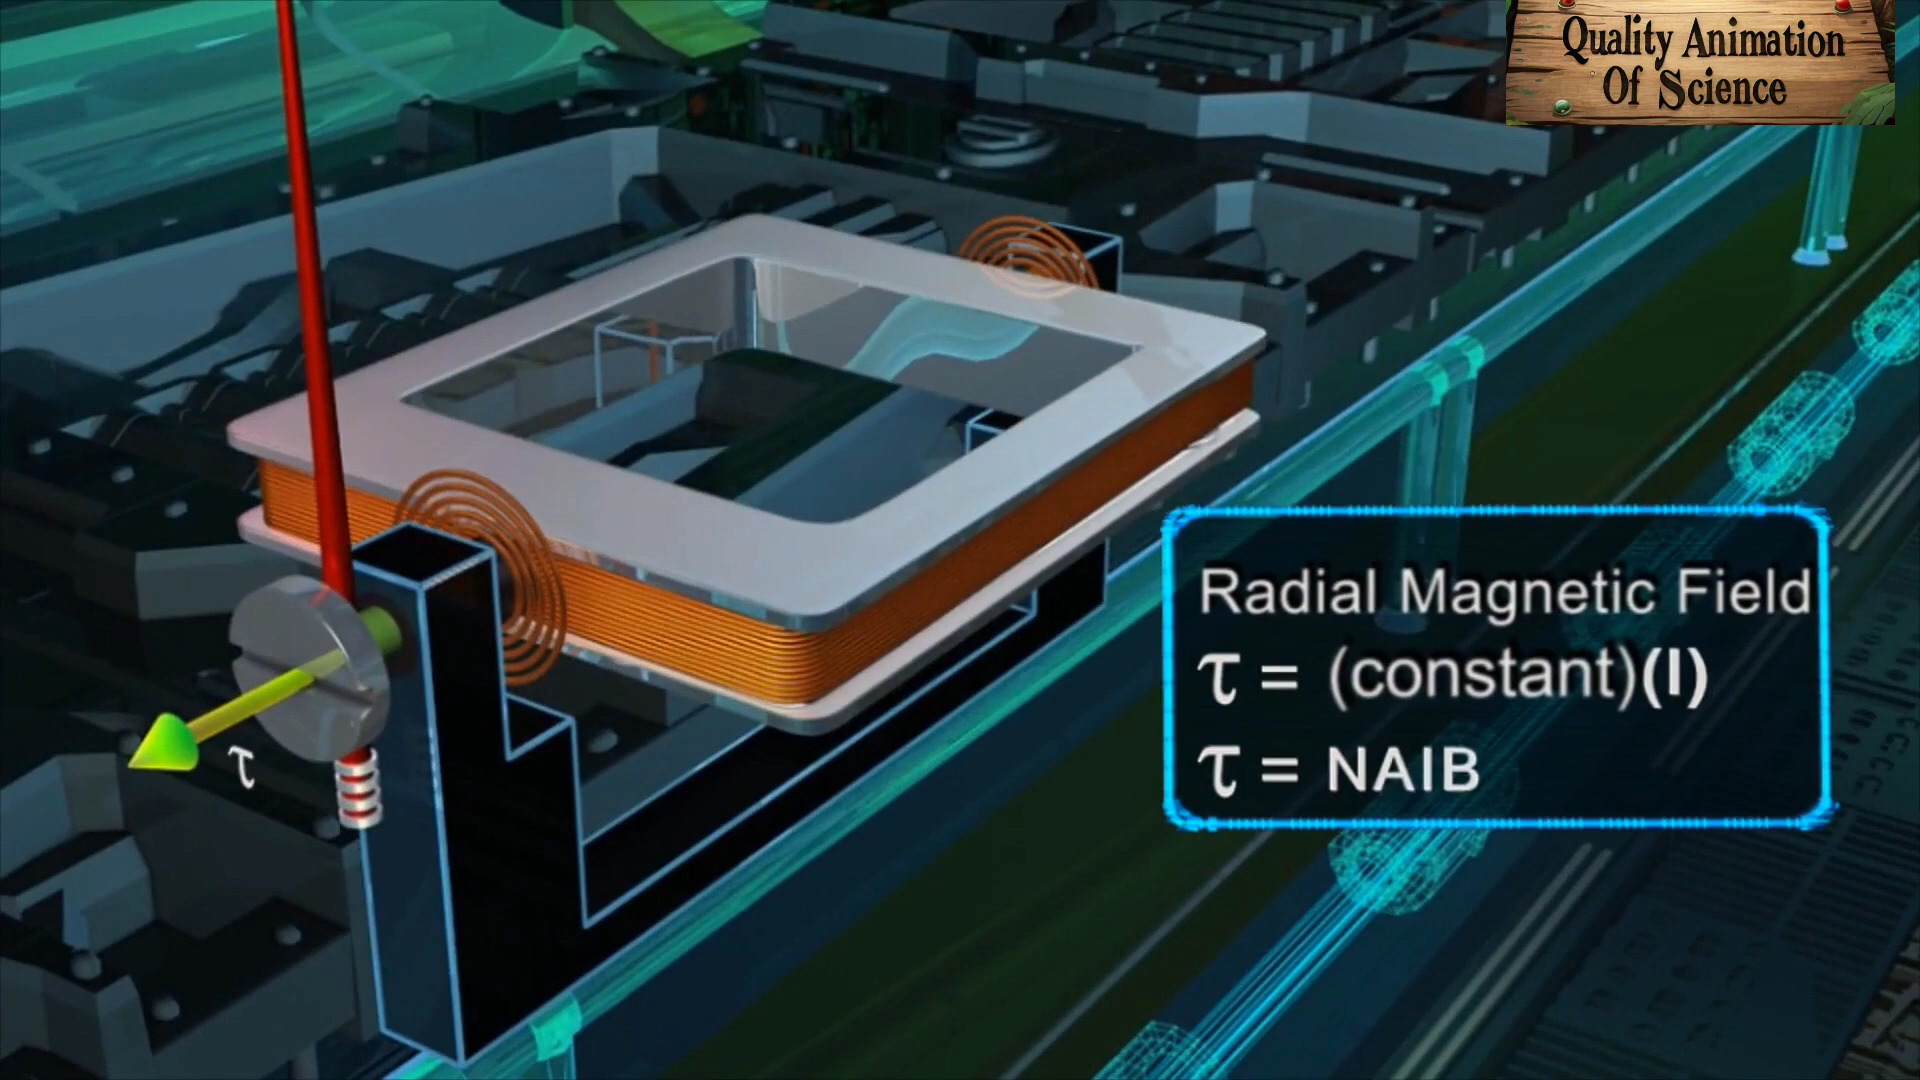 Quality Animation
Of Science
Radial Magnetic Field
τ = (constant)(I)
τ = NAIB
τ